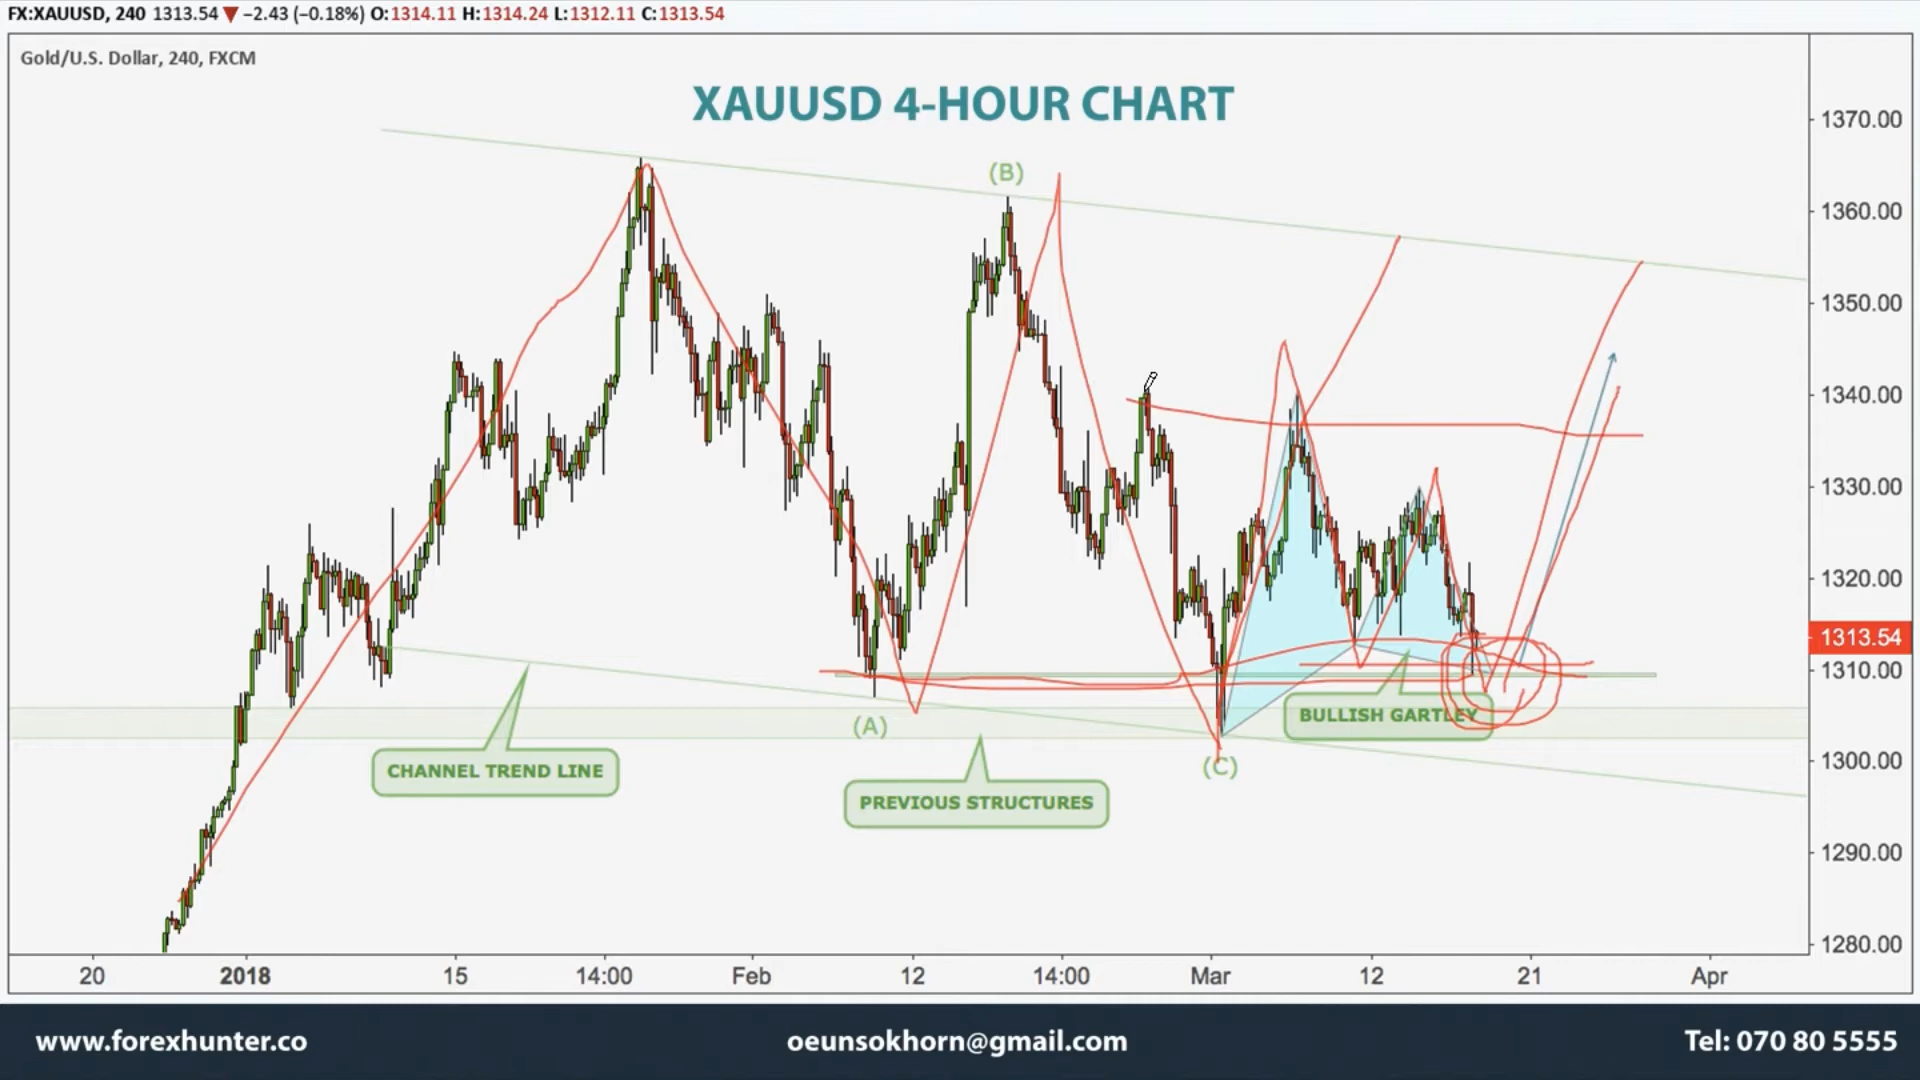 FX:XAUUSD, 240 1313.54 ▼ −2.43 (−0.18%) O:1314.11 H:1314.24 L:1312.11 C:1313.54
Gold/U.S. Dollar, 240, FXCM
XAUUSD 4-HOUR CHART
1370.00
(B)
1360.00
1350.00
1340.00
1330.00
1320.00
1313.54
1310.00
BULLISH GARTLEY
(A)
1300.00
(C)
CHANNEL TREND LINE
PREVIOUS STRUCTURES
1290.00
1280.00
20 2018 15 14:00 Feb 12 14:00 Mar 12 21 Apr
www.forexhunter.co oeunsokhorn@gmail.com Tel: 070 80 5555